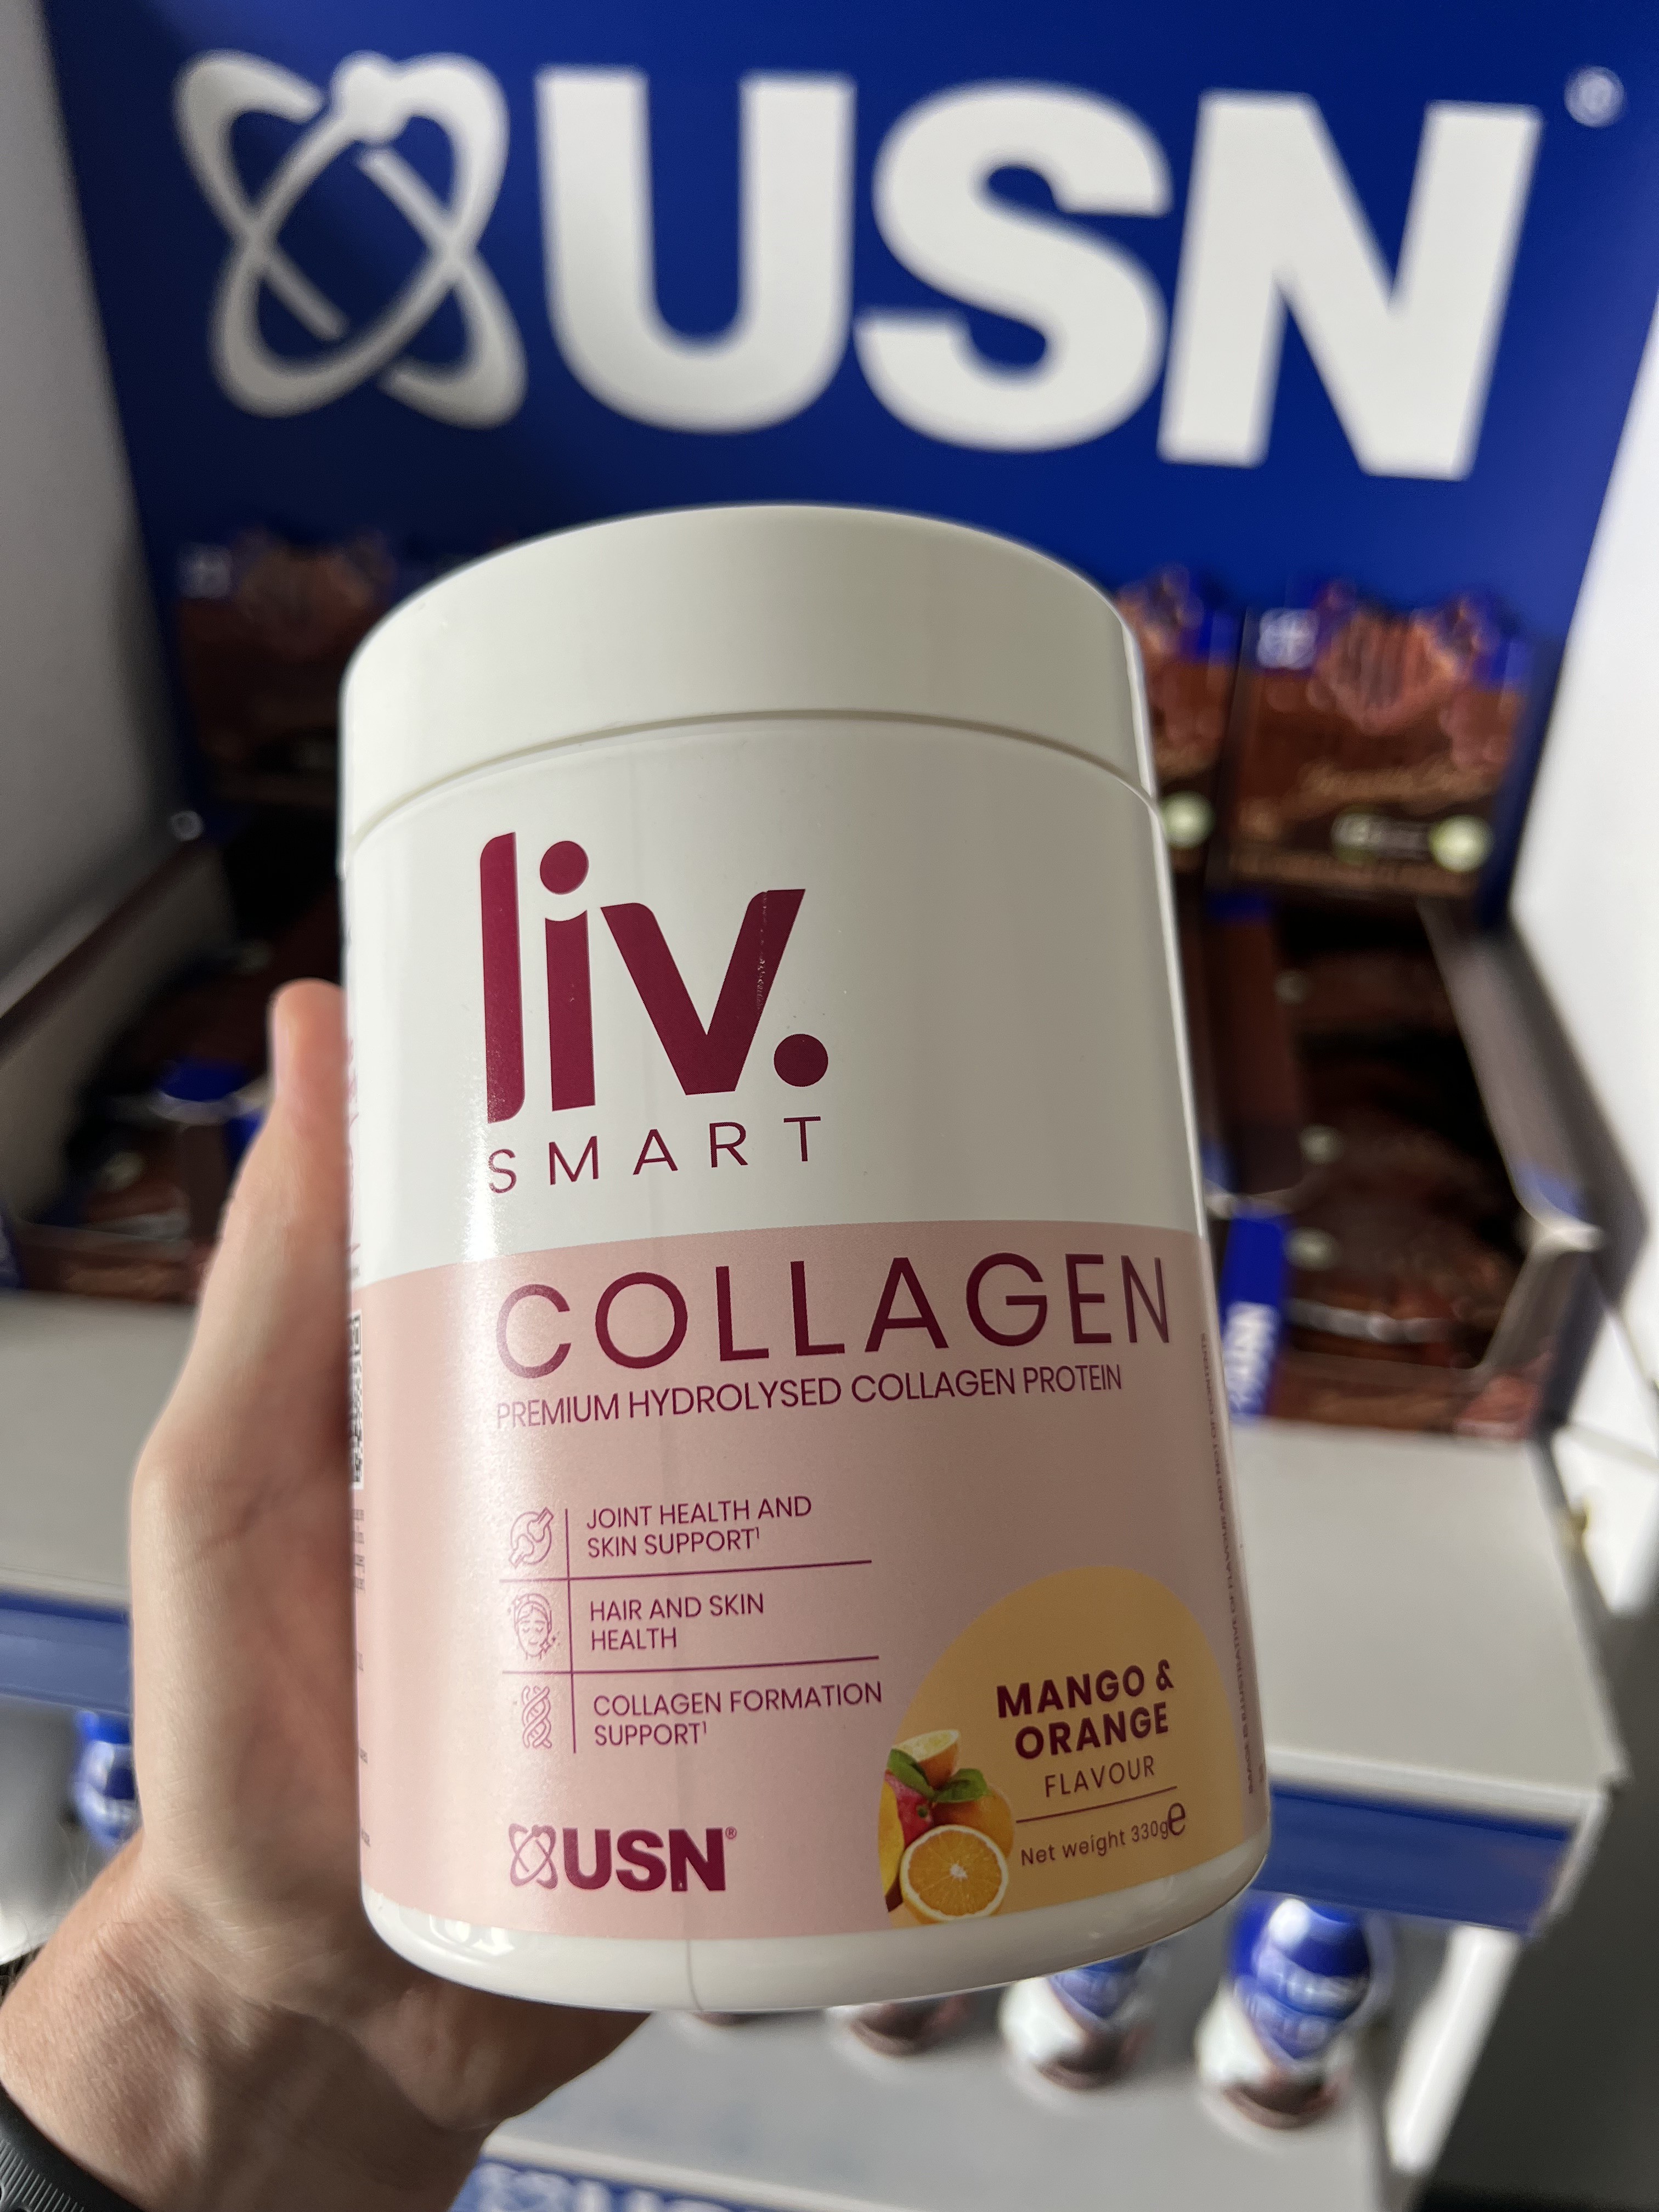 USN®
liv.
SMART
COLLAGEN
PREMIUM HYDROLYSED COLLAGEN PROTEIN
JOINT HEALTH AND
SKIN SUPPORT¹
HAIR AND SKIN
HEALTH
COLLAGEN FORMATION
SUPPORT¹
MANGO &
ORANGE
FLAVOUR
Net weight 330g℮
USN®
USN